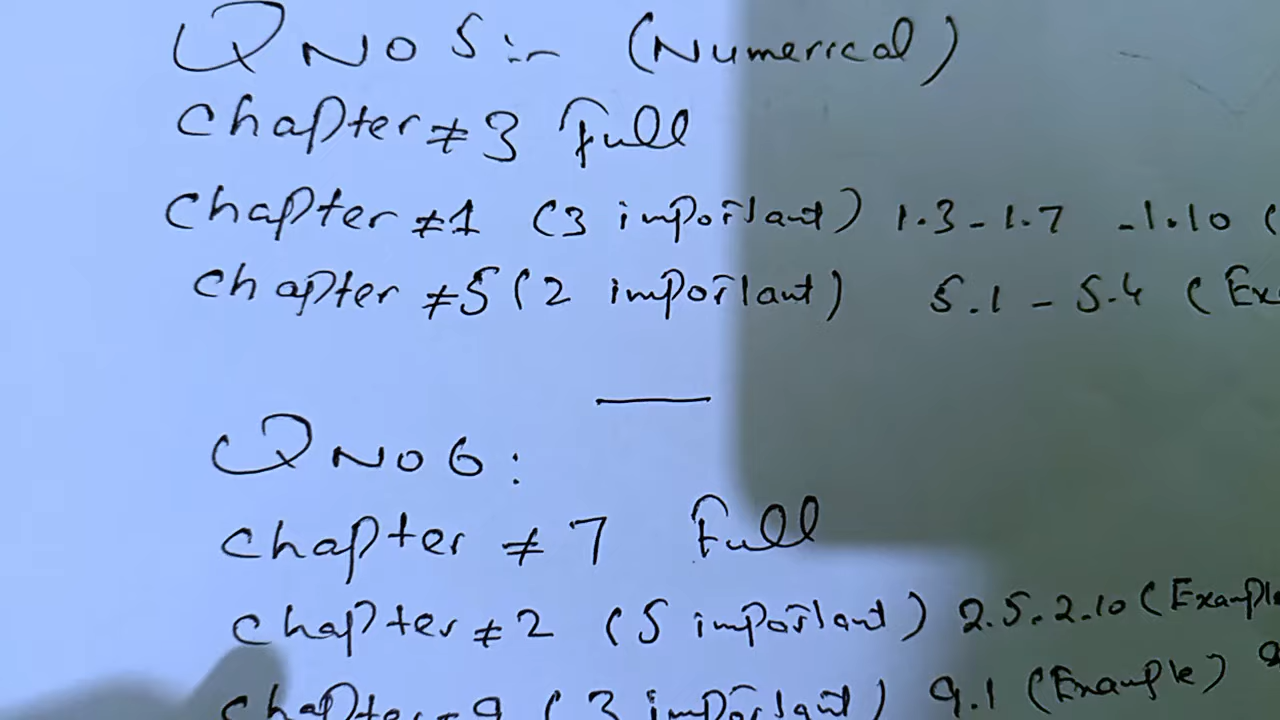 Q NO 5:- (Numerical)
Chapter #3 Full
Chapter #1 (3 important) 1.3-1.7 -1.10 (
Chapter #5 (2 important) 5.1 - 5.4 (Ex
Q NO 6:
Chapter #7 Full
Chapter #2 (5 important) 2.5.2.10 (Example
Chapter 9 (3 important) 9.1 (Example) 9